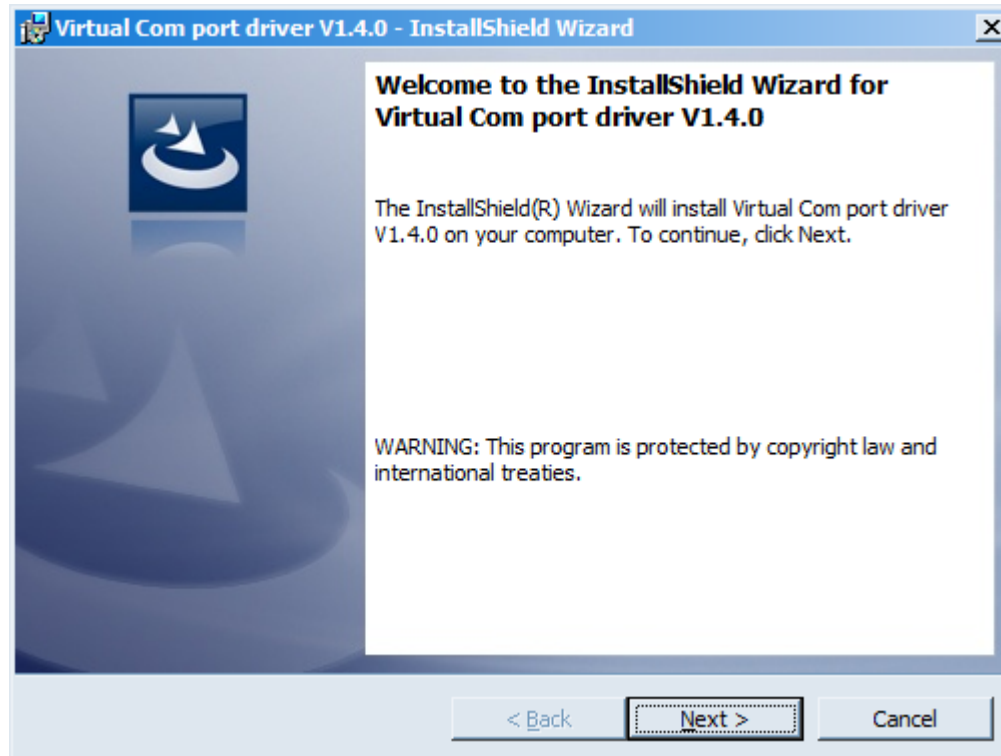 Virtual Com port driver V1.4.0 - InstallShield Wizard
Welcome to the InstallShield Wizard for
Virtual Com port driver V1.4.0
The InstallShield(R) Wizard will install Virtual Com port driver
V1.4.0 on your computer. To continue, click Next.
WARNING: This program is protected by copyright law and
international treaties.
< Back
Next >
Cancel